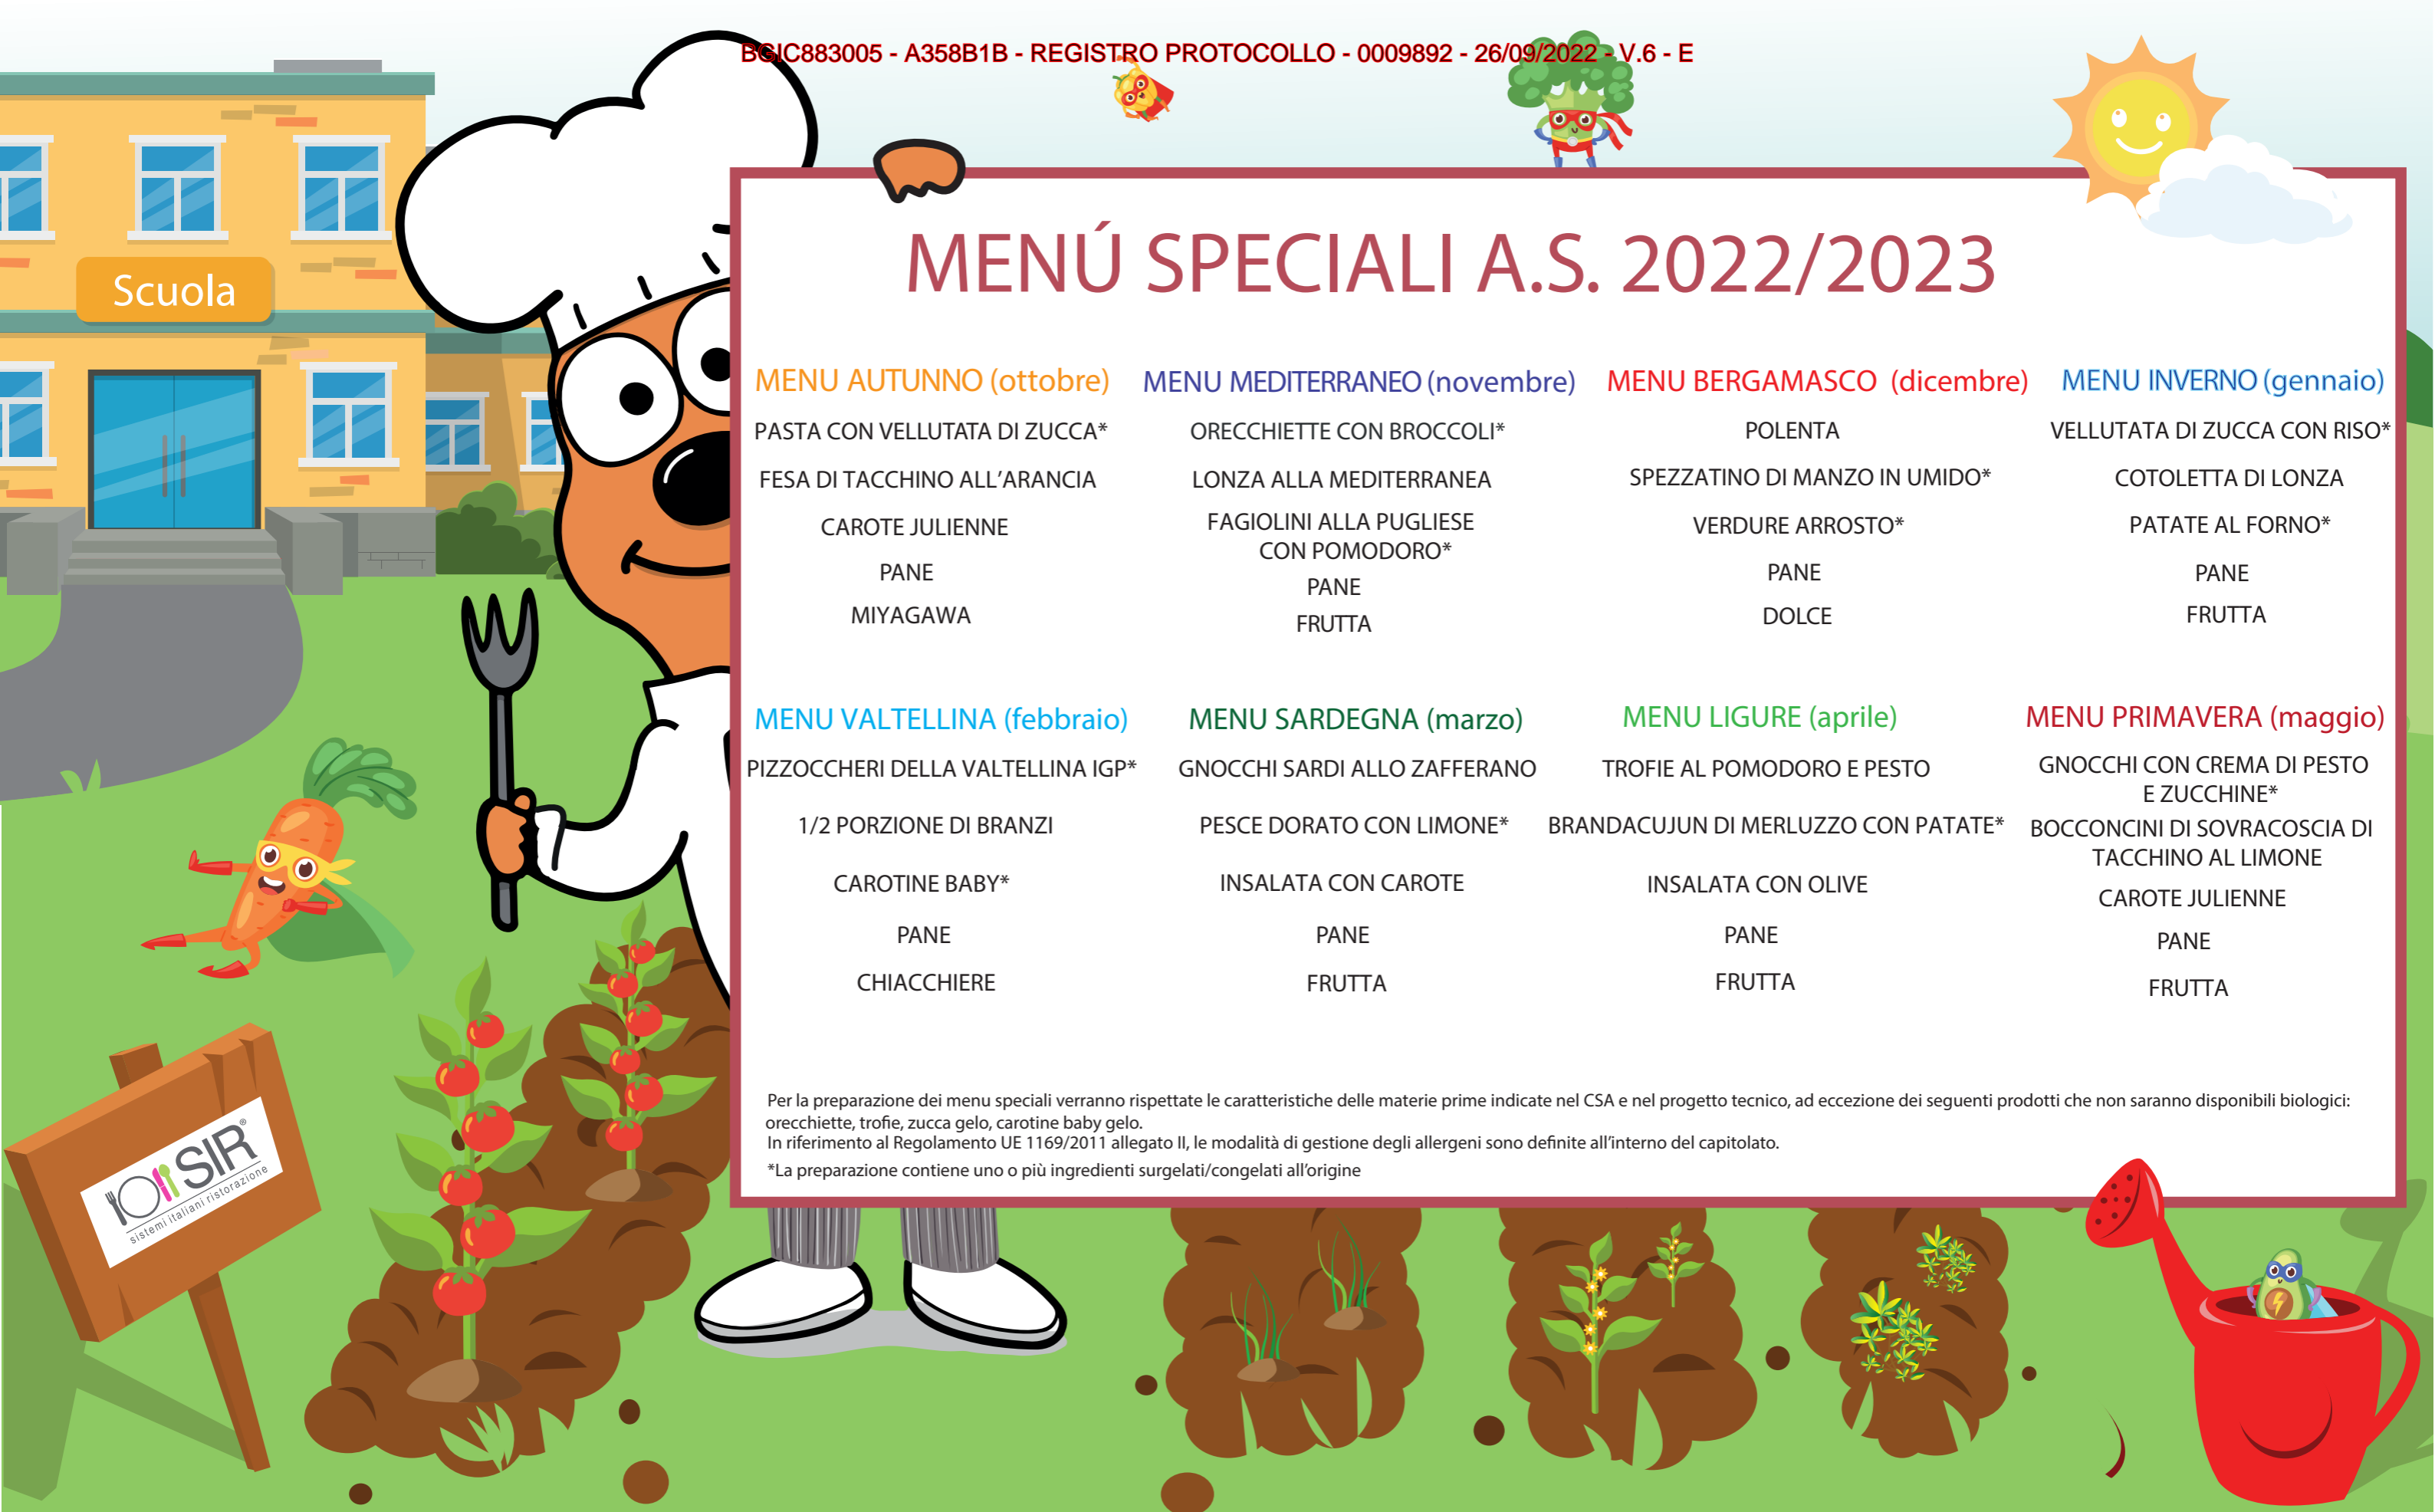 BGIC883005 - A358B1B - REGISTRO PROTOCOLLO - 0009892 - 26/09/2022 - V.6 - E
Scuola
MENÚ SPECIALI A.S. 2022/2023
MENU AUTUNNO (ottobre)
PASTA CON VELLUTATA DI ZUCCA*
FESA DI TACCHINO ALL’ARANCIA
CAROTE JULIENNE
PANE
MIYAGAWA
MENU MEDITERRANEO (novembre)
ORECCHIETTE CON BROCCOLI*
LONZA ALLA MEDITERRANEA
FAGIOLINI ALLA PUGLIESE
CON POMODORO*
PANE
FRUTTA
MENU BERGAMASCO (dicembre)
POLENTA
SPEZZATINO DI MANZO IN UMIDO*
VERDURE ARROSTO*
PANE
DOLCE
MENU INVERNO (gennaio)
VELLUTATA DI ZUCCA CON RISO*
COTOLETTA DI LONZA
PATATE AL FORNO*
PANE
FRUTTA
MENU VALTELLINA (febbraio)
PIZZOCCHERI DELLA VALTELLINA IGP*
1/2 PORZIONE DI BRANZI
CAROTINE BABY*
PANE
CHIACCHIERE
MENU SARDEGNA (marzo)
GNOCCHI SARDI ALLO ZAFFERANO
PESCE DORATO CON LIMONE*
INSALATA CON CAROTE
PANE
FRUTTA
MENU LIGURE (aprile)
TROFIE AL POMODORO E PESTO
BRANDACUJUN DI MERLUZZO CON PATATE*
INSALATA CON OLIVE
PANE
FRUTTA
MENU PRIMAVERA (maggio)
GNOCCHI CON CREMA DI PESTO
E ZUCCHINE*
BOCCONCINI DI SOVRACOSCIA DI
TACCHINO AL LIMONE
CAROTE JULIENNE
PANE
FRUTTA
Per la preparazione dei menu speciali verranno rispettate le caratteristiche delle materie prime indicate nel CSA e nel progetto tecnico, ad eccezione dei seguenti prodotti che non saranno disponibili biologici:
orecchiette, trofie, zucca gelo, carotine baby gelo.
In riferimento al Regolamento UE 1169/2011 allegato II, le modalità di gestione degli allergeni sono definite all’interno del capitolato.
*La preparazione contiene uno o più ingredienti surgelati/congelati all’origine
SIR®
sistemi italiani ristorazione